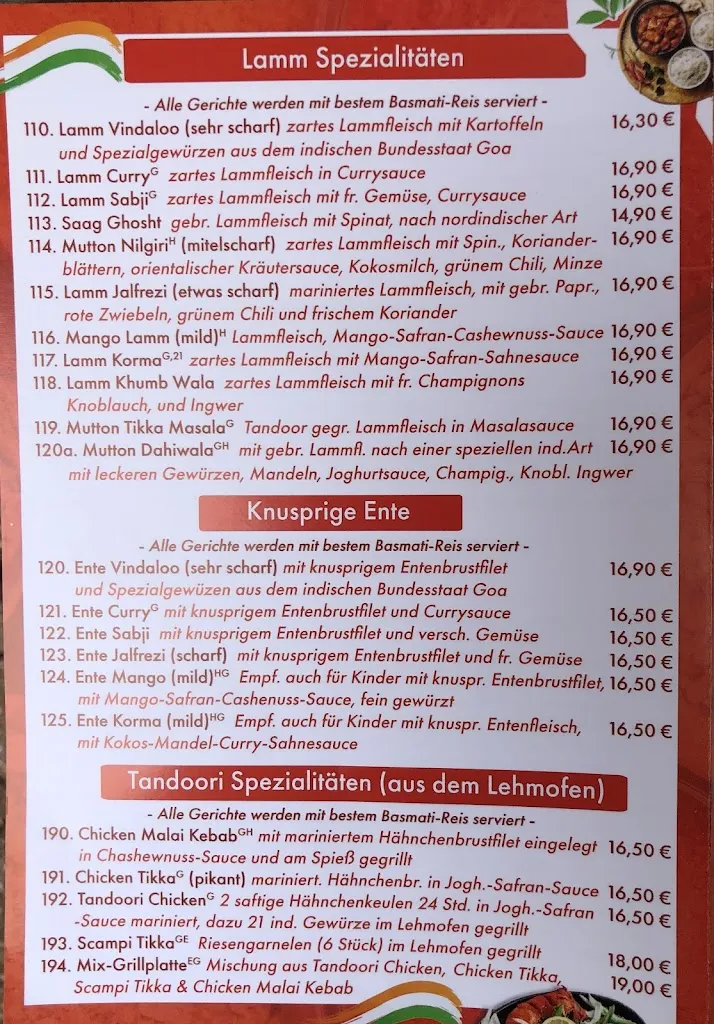 Lamm Spezialitäten
- Alle Gerichte werden mit bestem Basmati-Reis serviert -
110. Lamm Vindaloo (sehr scharf) zartes Lammfleisch mit Kartoffeln 16,30 €
und Spezialgewürzen aus dem indischen Bundesstaat Goa
111. Lamm Curryᴳ zartes Lammfleisch in Currysauce 16,90 €
112. Lamm Sabjiᴳ zartes Lammfleisch mit fr. Gemüse, Currysauce 16,90 €
113. Saag Ghosht gebr. Lammfleisch mit Spinat, nach nordindischer Art 14,90 €
114. Mutton Nilgiriᴴ (mitelscharf) zartes Lammfleisch mit Spin., Koriander- 16,90 €
blättern, orientalischer Kräutersauce, Kokosmilch, grünem Chili, Minze
115. Lamm Jalfrezi (etwas scharf) mariniertes Lammfleisch, mit gebr. Papr., 16,90 €
rote Zwiebeln, grünem Chili und frischem Koriander
116. Mango Lamm (mild)ᴴ Lammfleisch, Mango-Safran-Cashewnuss-Sauce 16,90 €
117. Lamm Kormaᴳ,²¹ zartes Lammfleisch mit Mango-Safran-Sahnesauce 16,90 €
118. Lamm Khumb Wala zartes Lammfleisch mit fr. Champignons 16,90 €
Knoblauch, und Ingwer
119. Mutton Tikka Masalaᴳ Tandoor gegr. Lammfleisch in Masalasauce 16,90 €
120a. Mutton Dahiwalaᴳᴴ mit gebr. Lammfl. nach einer speziellen ind.Art 16,90 €
mit leckeren Gewürzen, Mandeln, Joghurtsauce, Champig., Knobl. Ingwer
Knusprige Ente
- Alle Gerichte werden mit bestem Basmati-Reis serviert -
120. Ente Vindaloo (sehr scharf) mit knusprigem Entenbrustfilet 16,90 €
und Spezialgewüzen aus dem indischen Bundesstaat Goa
121. Ente Curryᴳ mit knusprigem Entenbrustfilet und Currysauce 16,50 €
122. Ente Sabji mit knusprigem Entenbrustfilet und versch. Gemüse 16,50 €
123. Ente Jalfrezi (scharf) mit knusprigem Entenbrustfilet und fr. Gemüse 16,50 €
124. Ente Mango (mild)ᴴᴳ Empf. auch für Kinder mit knuspr. Entenbrustfilet, 16,50 €
mit Mango-Safran-Cashenuss-Sauce, fein gewürzt
125. Ente Korma (mild)ᴴᴳ Empf. auch für Kinder mit knuspr. Entenfleisch, 16,50 €
mit Kokos-Mandel-Curry-Sahnesauce
Tandoori Spezialitäten (aus dem Lehmofen)
- Alle Gerichte werden mit bestem Basmati-Reis serviert -
190. Chicken Malai Kebabᴳᴴ mit mariniertem Hähnchenbrustfilet eingelegt 16,50 €
in Chashewnuss-Sauce und am Spieß gegrillt
191. Chicken Tikkaᴳ (pikant) mariniert. Hähnchenbr. in Jogh.-Safran-Sauce 16,50 €
192. Tandoori Chickenᴳ 2 saftige Hähnchenkeulen 24 Std. in Jogh.-Safran 16,50 €
-Sauce mariniert, dazu 21 ind. Gewürze im Lehmofen gegrillt
193. Scampi Tikkaᴳᴱ Riesengarnelen (6 Stück) im Lehmofen gegrillt 18,00 €
194. Mix-Grillplatteᴱᴳ Mischung aus Tandoori Chicken, Chicken Tikka, 19,00 €
Scampi Tikka & Chicken Malai Kebab